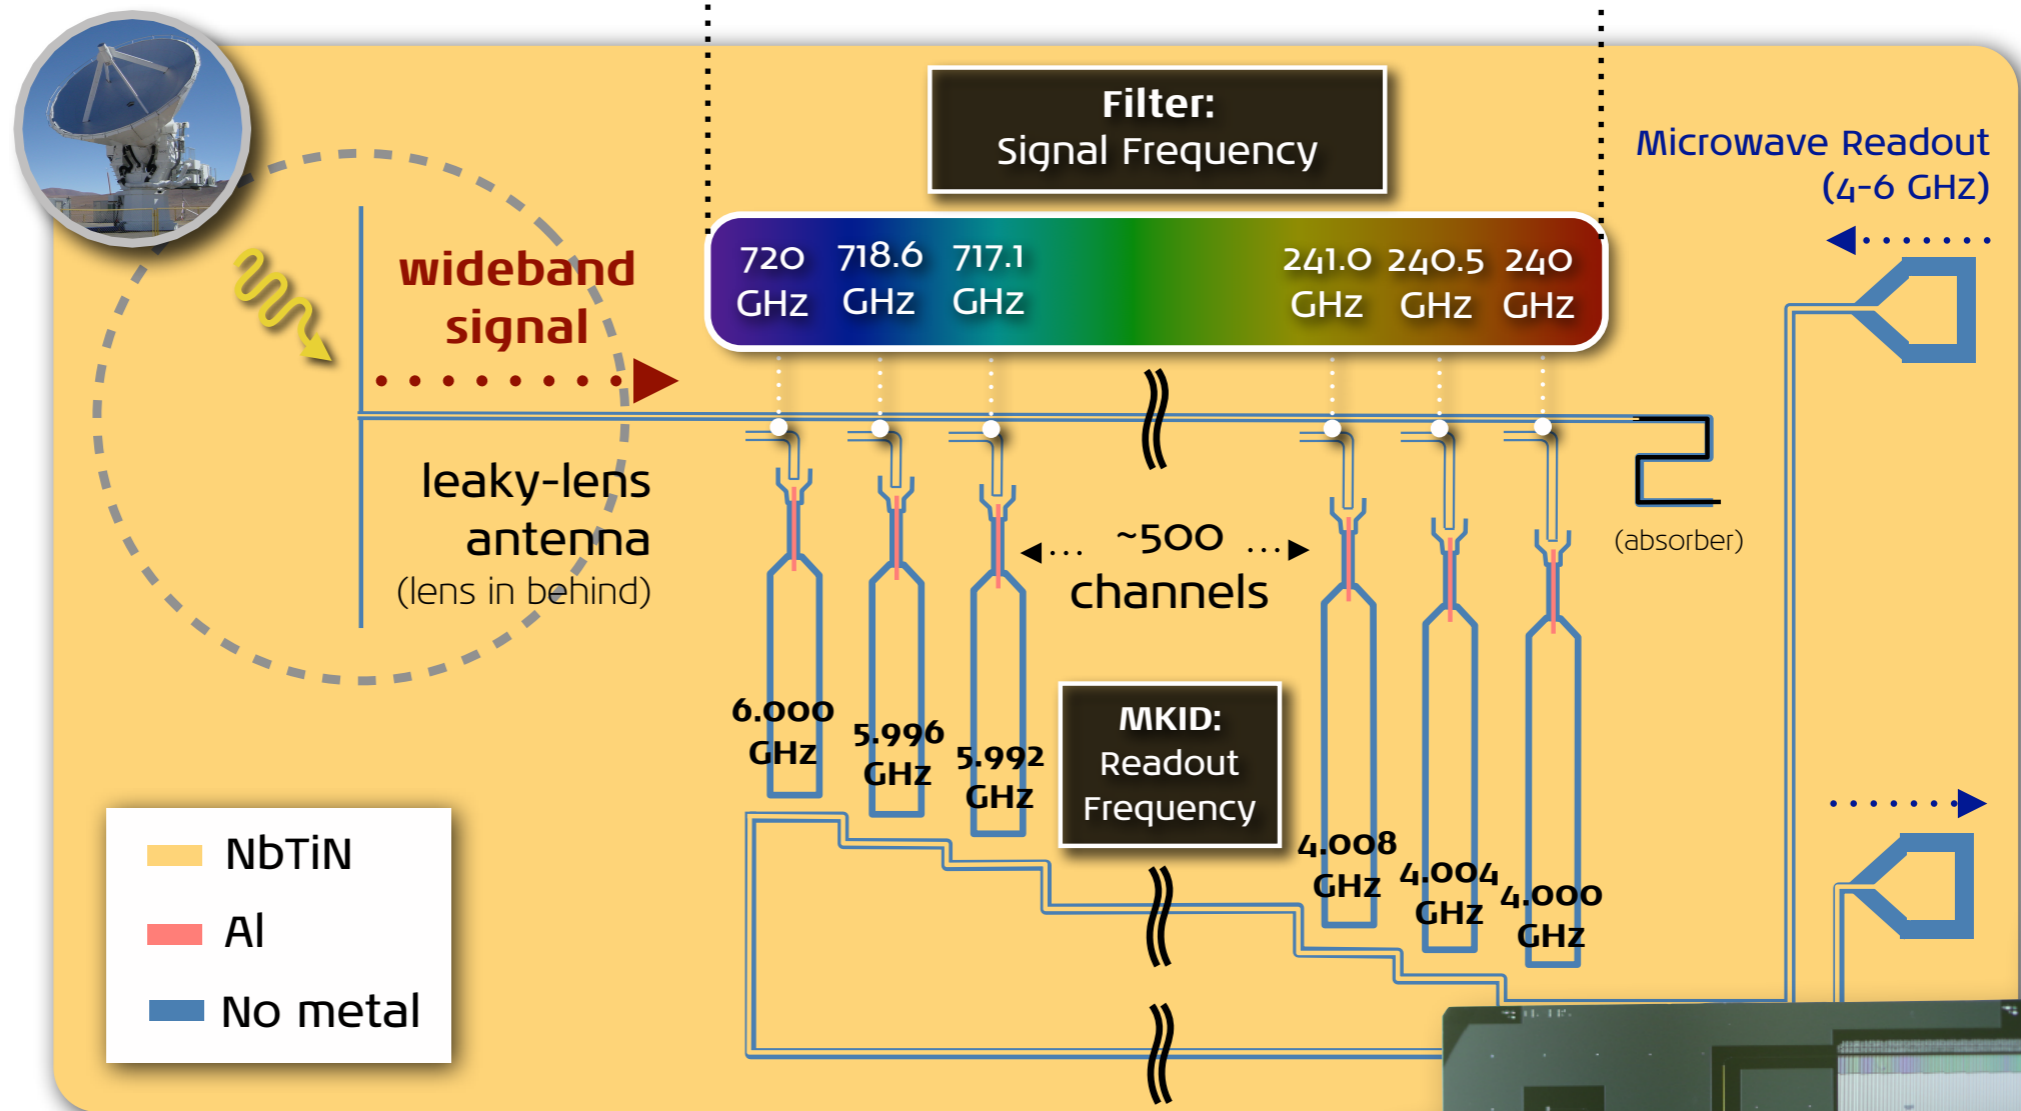 Filter:
Signal Frequency
Microwave Readout
(4-6 GHz)
wideband
signal
720
GHz
718.6
GHz
717.1
GHz
241.0
GHz
240.5
GHz
240
GHz
leaky-lens
antenna
(lens in behind)
~500
channels
(absorber)
6.000
GHz
5.996
GHz
5.992
GHz
MKID:
Readout
Frequency
4.008
GHz
4.004
GHz
4.000
GHz
NbTiN
Al
No metal